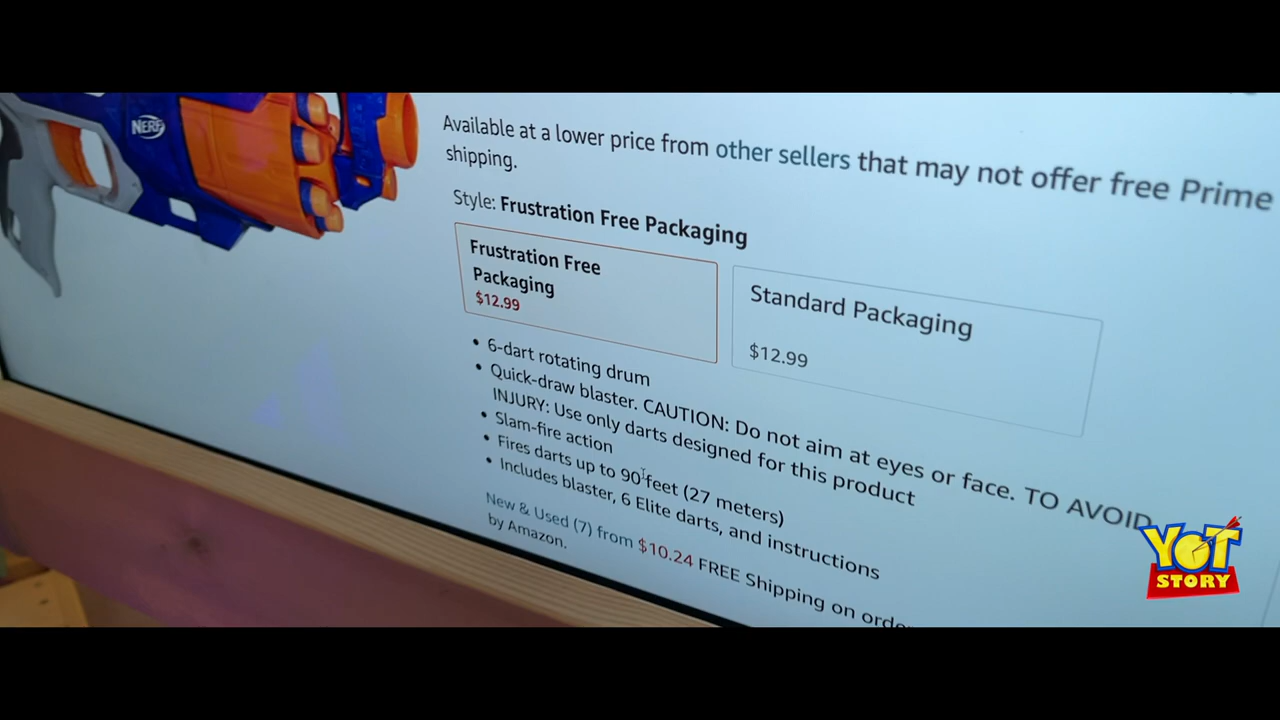 NERF
Available at a lower price from other sellers that may not offer free Prime
shipping.
Style: Frustration Free Packaging
Frustration Free
Packaging
$12.99
Standard Packaging
$12.99
• 6-dart rotating drum
• Quick-draw blaster. CAUTION: Do not aim at eyes or face. TO AVOID
INJURY: Use only darts designed for this product
• Slam-fire action
• Fires darts up to 90 feet (27 meters)
• Includes blaster, 6 Elite darts, and instructions
New & Used (7) from $10.24 FREE Shipping on
by Amazon.
YOT
STORY